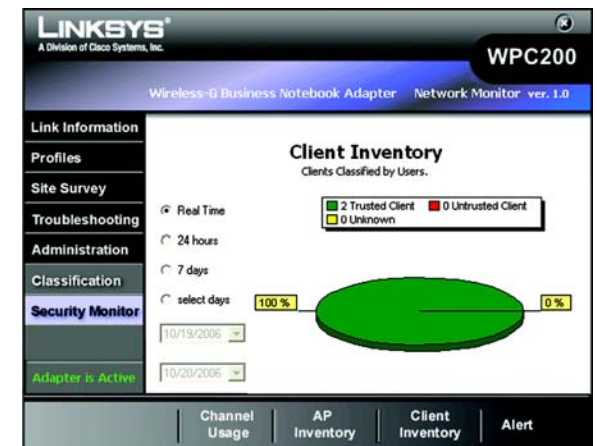 LINKSYS®
A Division of Cisco Systems, Inc.
WPC200
Wireless-G Business Notebook Adapter Network Monitor ver. 1.0
Link Information
Profiles
Site Survey
Troubleshooting
Administration
Classification
Security Monitor
Adapter is Active
Client Inventory
Clients Classified by Users.
Real Time
24 hours
7 days
select days
10/19/2006
10/20/2006
2 Trusted Client 0 Untrusted Client
0 Unknown
100 %
0 %
Channel Usage
AP Inventory
Client Inventory
Alert